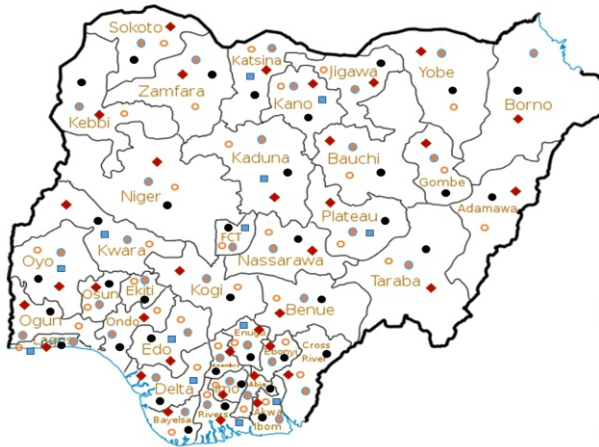 Sokoto
Katsina
Jigawa
Yobe
Borno
Zamfara
Kano
Kebbi
Kaduna
Bauchi
Gombe
Adamawa
Niger
Plateau
FCT
Kwara
Nassarawa
Taraba
Oyo
Osun
Ekiti
Kogi
Benue
Ogun
Ondo
Lagos
Edo
Enugu
Ebonyi
Cross
River
Delta
Imo
Abia
Bayelsa
Rivers
Akwa
Ibom